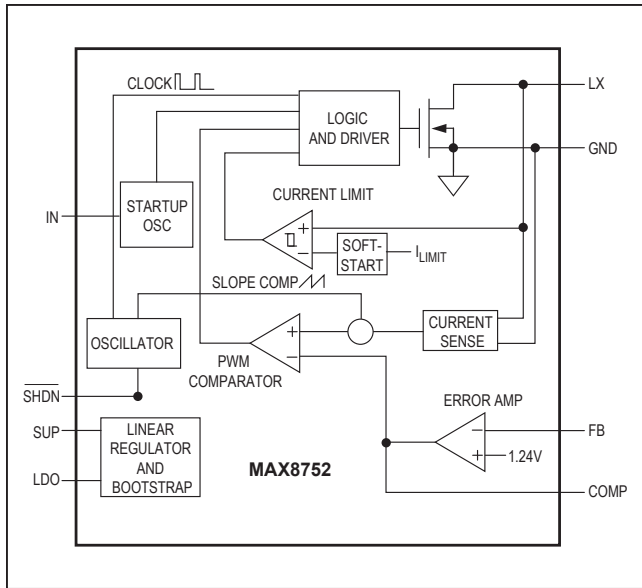 CLOCK
LX
LOGIC
AND DRIVER
GND
CURRENT LIMIT
IN
STARTUP
OSC
+
−
SOFT-
START
ILIMIT
SLOPE COMP
OSCILLATOR
+
−
CURRENT
SENSE
PWM
COMPARATOR
SHDN
ERROR AMP
SUP
LINEAR
REGULATOR
AND
BOOTSTRAP
−
FB
+
1.24V
LDO
MAX8752
COMP